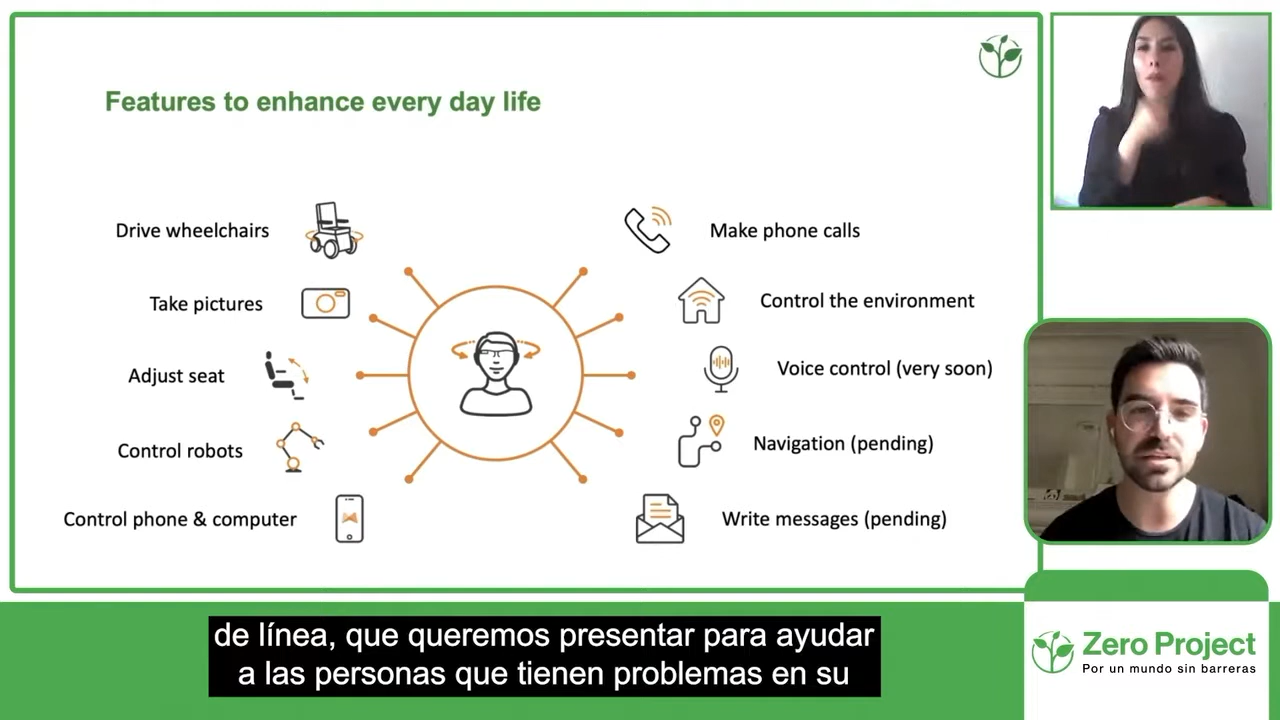 Features to enhance every day life
Drive wheelchairs
Take pictures
Adjust seat
Control robots
Control phone & computer
Make phone calls
Control the environment
Voice control (very soon)
Navigation (pending)
Write messages (pending)
de línea, que queremos presentar para ayudar
a las personas que tienen problemas en su
Zero Project
Por un mundo sin barreras